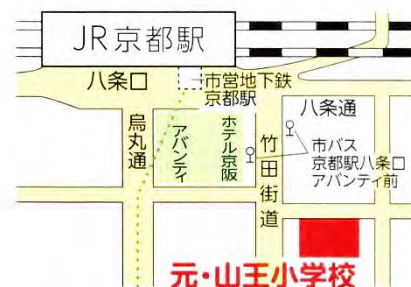 JR京都駅
八条口
市営地下鉄
京都駅
八条通
烏丸通
アバンティ
ホテル京阪
竹田街道
市バス
京都駅八条口
アバンティ前
元・山王小学校